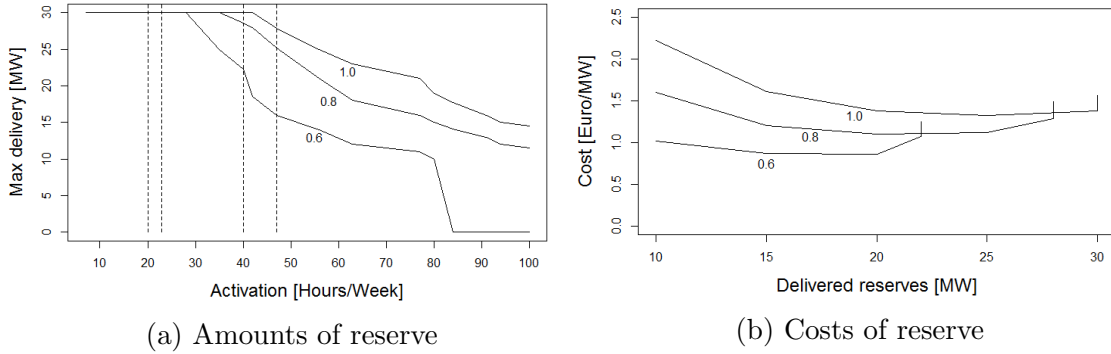 Max delivery [MW]
30
25
20
15
10
5
0
1.0
0.8
0.6
10 20 30 40 50 60 70 80 90 100
Activation [Hours/Week]
(a) Amounts of reserve
Cost [Euro/MW]
2.5
2.0
1.5
1.0
0.5
0.0
1.0
0.8
0.6
10 15 20 25 30
Delivered reserves [MW]
(b) Costs of reserve